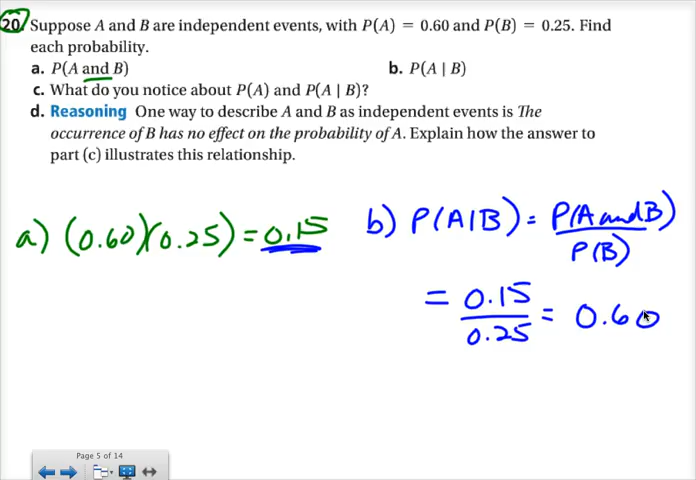 20. Suppose A and B are independent events, with P(A) = 0.60 and P(B) = 0.25. Find
each probability.
a. P(A and B)
b. P(A | B)
c. What do you notice about P(A) and P(A | B)?
d. Reasoning One way to describe A and B as independent events is The
occurrence of B has no effect on the probability of A. Explain how the answer to
part (c) illustrates this relationship.
a) (0.60)(0.25) = 0.15
b) P(A|B) = P(A and B)
P(B)
= 0.15
0.25
= 0.60
Page 5 of 14